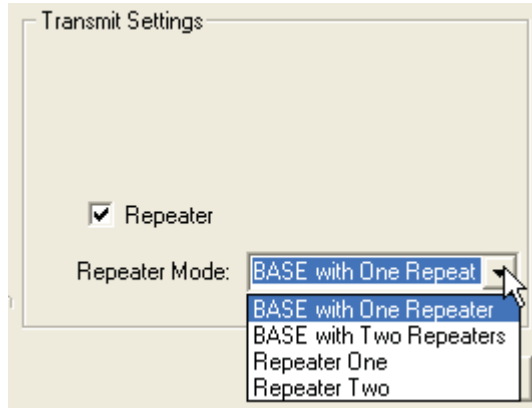 Transmit Settings
Repeater
Repeater Mode: BASE with One Repeat
BASE with One Repeater
BASE with Two Repeaters
Repeater One
Repeater Two